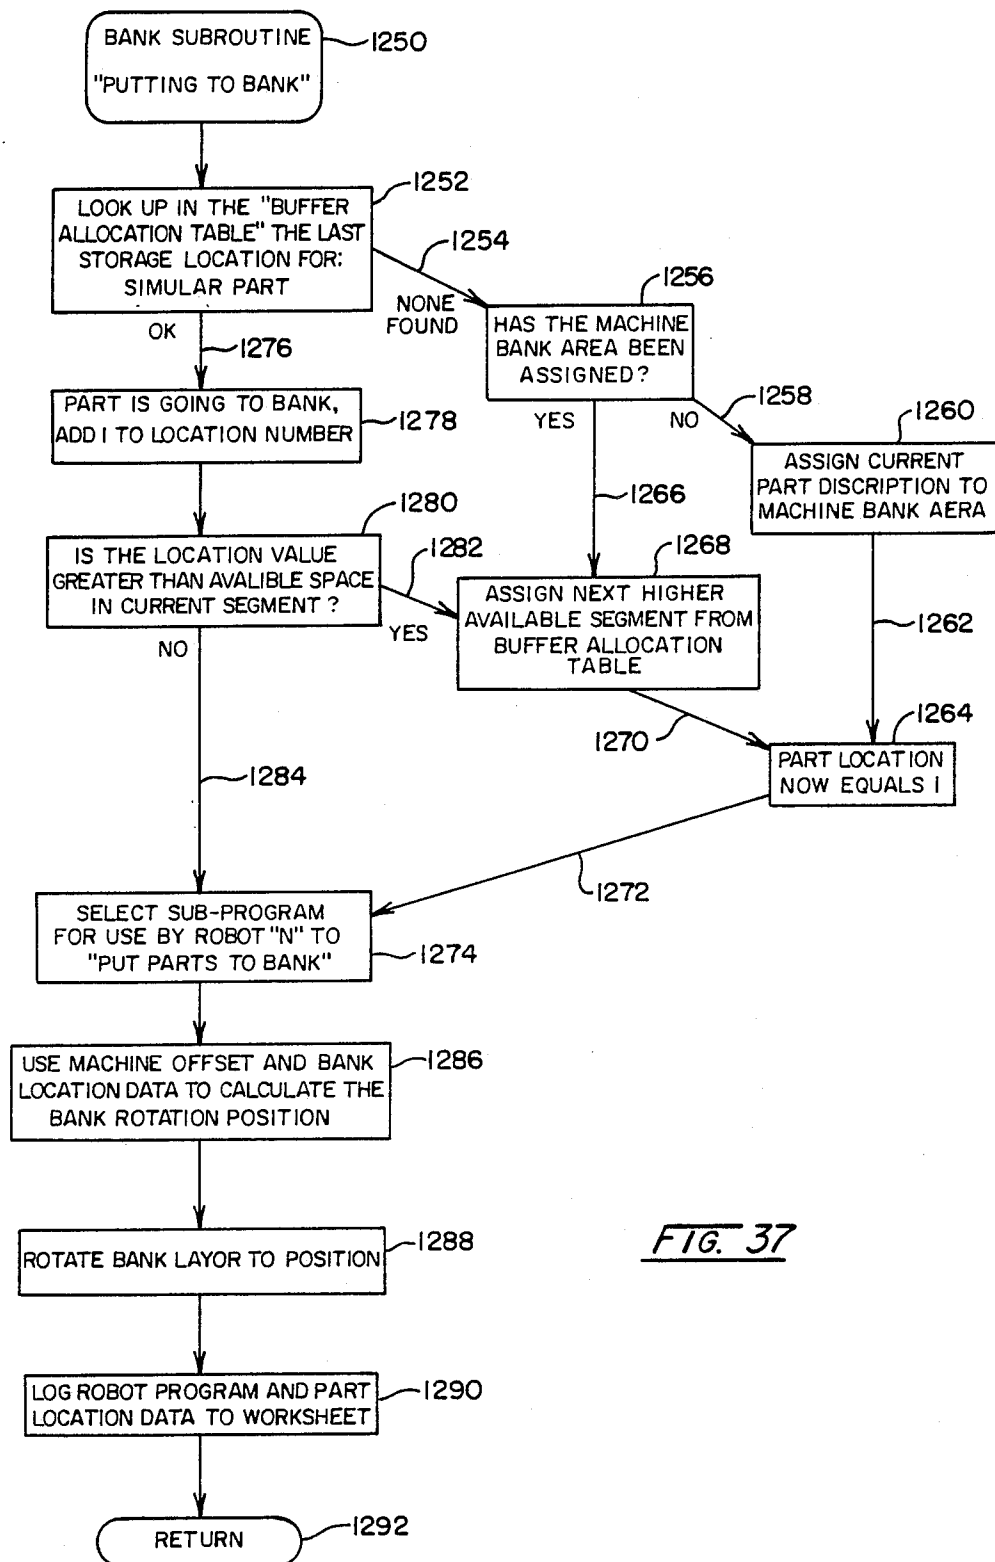 BANK SUBROUTINE
"PUTTING TO BANK"
1250
LOOK UP IN THE "BUFFER
ALLOCATION TABLE" THE LAST
STORAGE LOCATION FOR:
SIMULAR PART
1252
1254
NONE
FOUND
OK
1276
HAS THE MACHINE
BANK AREA BEEN
ASSIGNED?
1256
YES
NO
1258
ASSIGN CURRENT
PART DISCRIPTION TO
MACHINE BANK AERA
1260
PART IS GOING TO BANK,
ADD 1 TO LOCATION NUMBER
1278
1266
IS THE LOCATION VALUE
GREATER THAN AVALIBLE SPACE
IN CURRENT SEGMENT ?
1280
1282
YES
NO
ASSIGN NEXT HIGHER
AVAILABLE SEGMENT FROM
BUFFER ALLOCATION
TABLE
1268
1262
1270
PART LOCATION
NOW EQUALS 1
1264
1284
1272
SELECT SUB-PROGRAM
FOR USE BY ROBOT "N" TO
"PUT PARTS TO BANK"
1274
USE MACHINE OFFSET AND BANK
LOCATION DATA TO CALCULATE THE
BANK ROTATION POSITION
1286
ROTATE BANK LAYOR TO POSITION
1288
FIG. 37
LOG ROBOT PROGRAM AND PART
LOCATION DATA TO WORKSHEET
1290
RETURN
1292